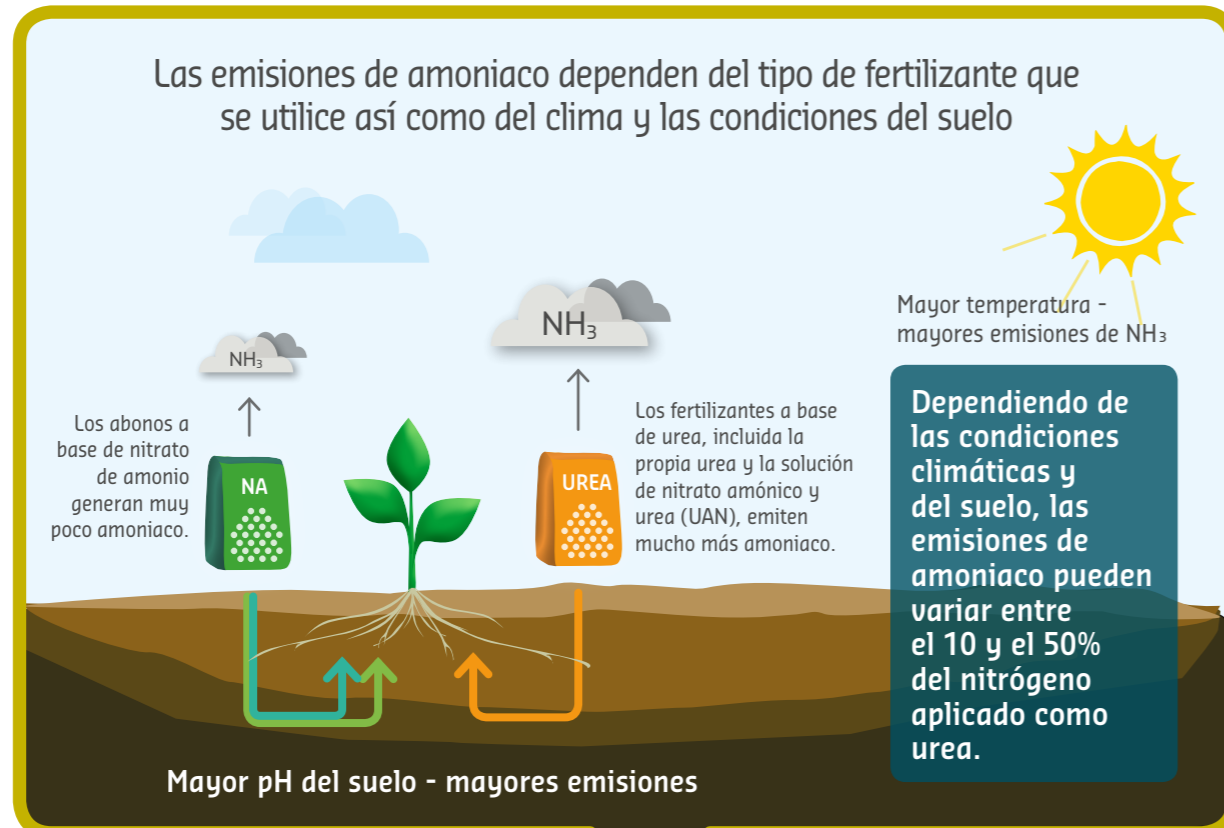 Las emisiones de amoniaco dependen del tipo de fertilizante que
se utilice así como del clima y las condiciones del suelo
NH₃
NH₃
Mayor temperatura -
mayores emisiones de NH₃
Los abonos a
base de nitrato
de amonio
generan muy
poco amoniaco.
NA
UREA
Los fertilizantes a base
de urea, incluida la
propia urea y la solución
de nitrato amónico y
urea (UAN), emiten
mucho más amoniaco.
Dependiendo de
las condiciones
climáticas y
del suelo, las
emisiones de
amoniaco pueden
variar entre
el 10 y el 50%
del nitrógeno
aplicado como
urea.
Mayor pH del suelo - mayores emisiones